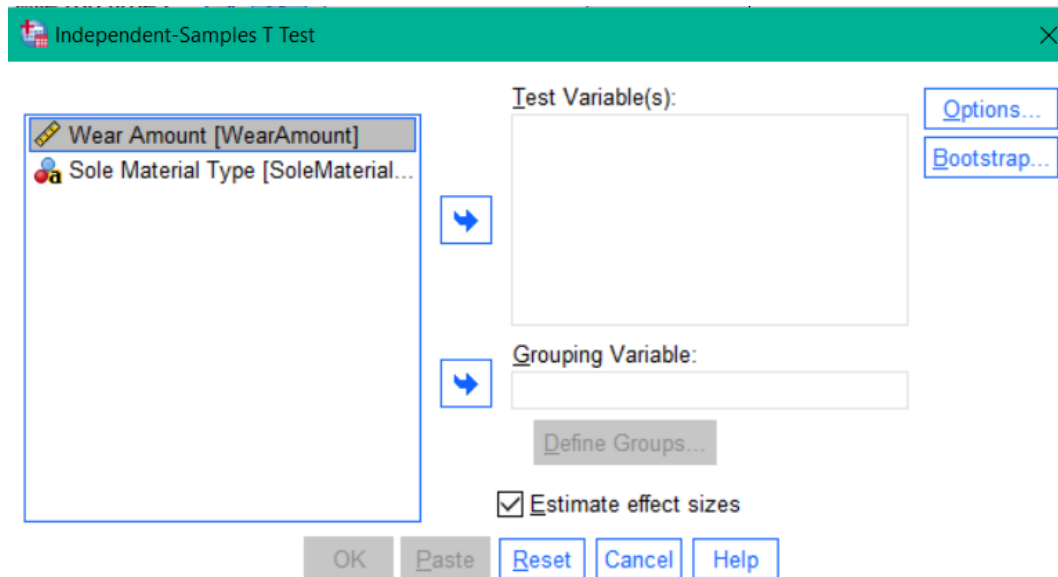 Independent-Samples T Test
Wear Amount [WearAmount]
Sole Material Type [SoleMaterial...
Test Variable(s):
Options...
Bootstrap...
Grouping Variable:
Define Groups...
Estimate effect sizes
OK Paste Reset Cancel Help